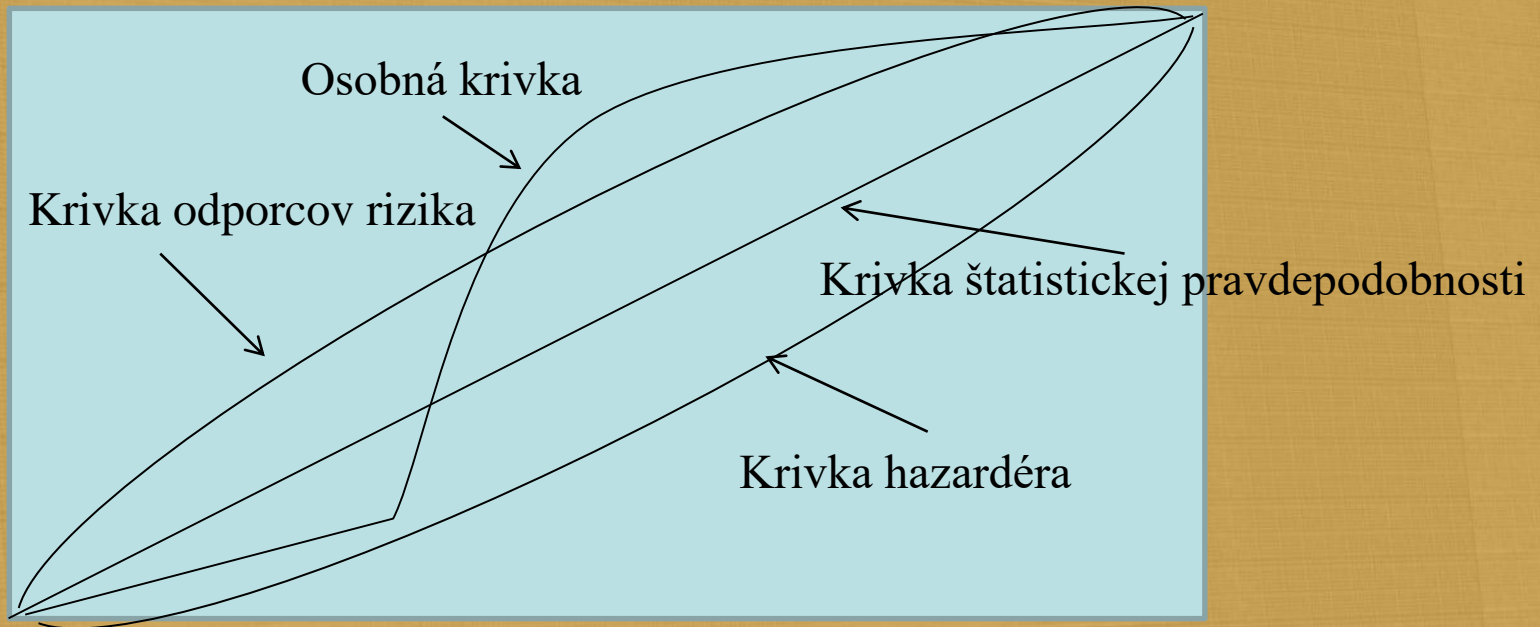 Osobná krivka
Krivka odporcov rizika
Krivka štatistickej pravdepodobnosti
Krivka hazardéra